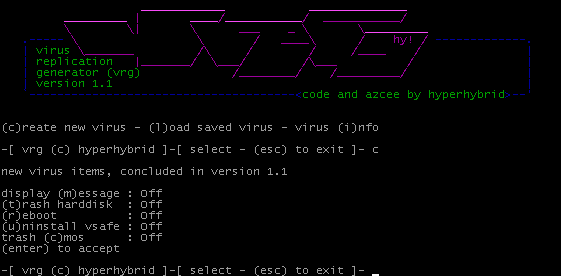 hy!
virus
replication
generator (vrg)
version 1.1
code and azcee by hyperhybrid
(c)reate new virus - (l)oad saved virus - virus (i)nfo
-[ vrg (c) hyperhybrid ]-[ select - (esc) to exit ]- c
new virus items, concluded in version 1.1
display (m)essage : Off
(t)rash harddisk  : Off
(r)eboot          : Off
(u)ninstall vsafe : Off
trash (c)mos      : Off
(enter) to accept
-[ vrg (c) hyperhybrid ]-[ select - (esc) to exit ]-